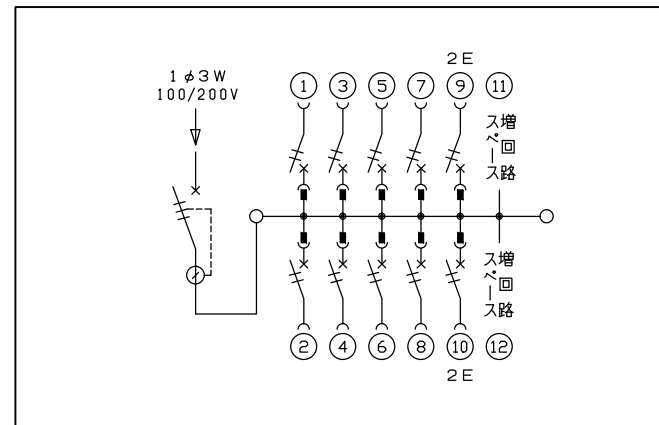 2E
1φ3W
100/200V
① ③ ⑤ ⑦ ⑨ ⑪
増回路
スペース
増回路
スペース
② ④ ⑥ ⑧ ⑩ ⑫
2E